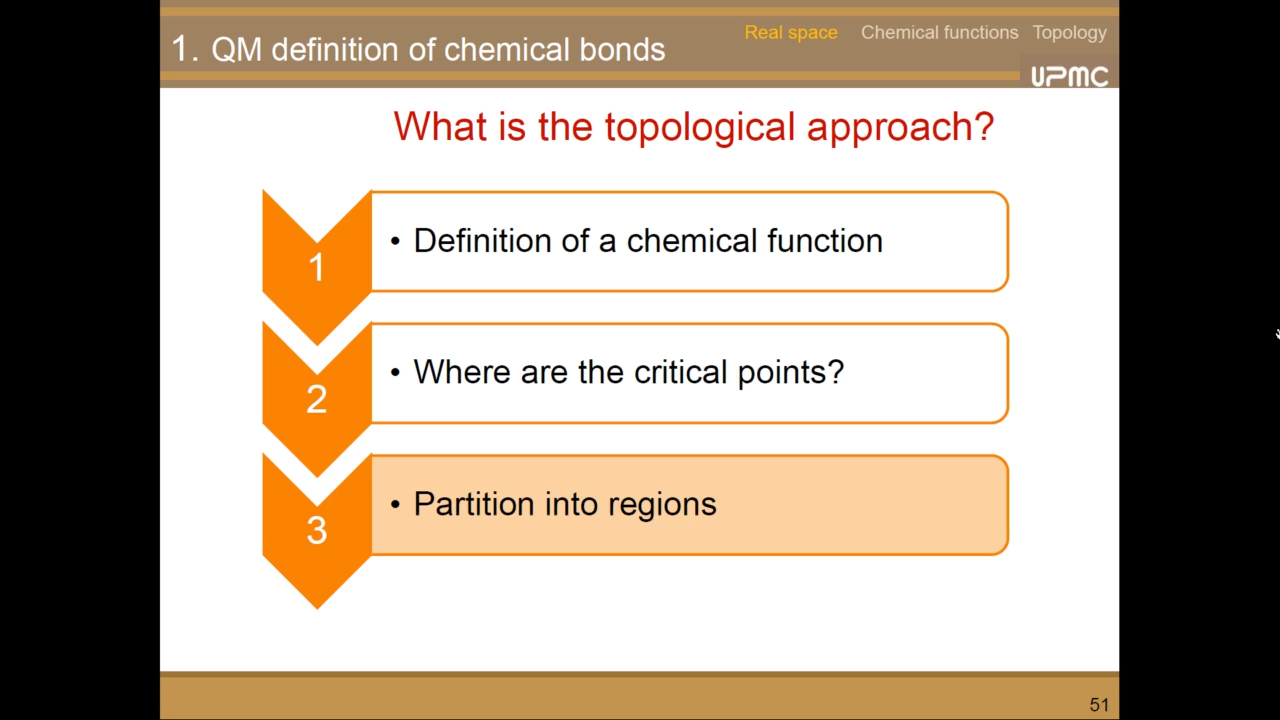 1. QM definition of chemical bonds
Real space Chemical functions Topology
UPMC
What is the topological approach?
1
• Definition of a chemical function
2
• Where are the critical points?
3
• Partition into regions
51